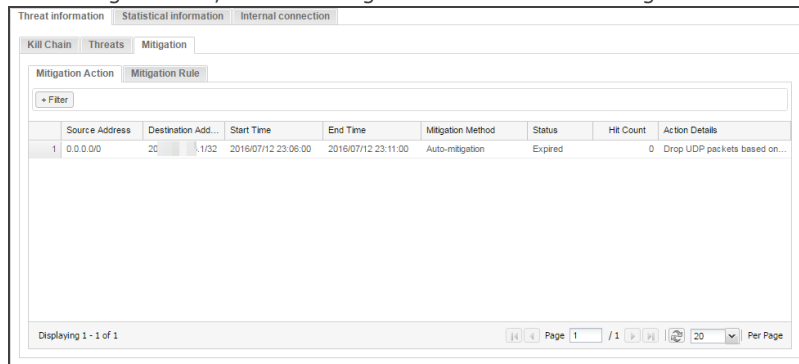 Threat information Statistical information Internal connection
Kill Chain Threats Mitigation
Mitigation Action Mitigation Rule
+ Filter
Source Address Destination Add... Start Time End Time Mitigation Method Status Hit Count Action Details
1 0.0.0.0/0 20 .1/32 2016/07/12 23:06:00 2016/07/12 23:11:00 Auto-mitigation Expired 0 Drop UDP packets based on...
Displaying 1 - 1 of 1 Page 1 / 1 20 Per Page